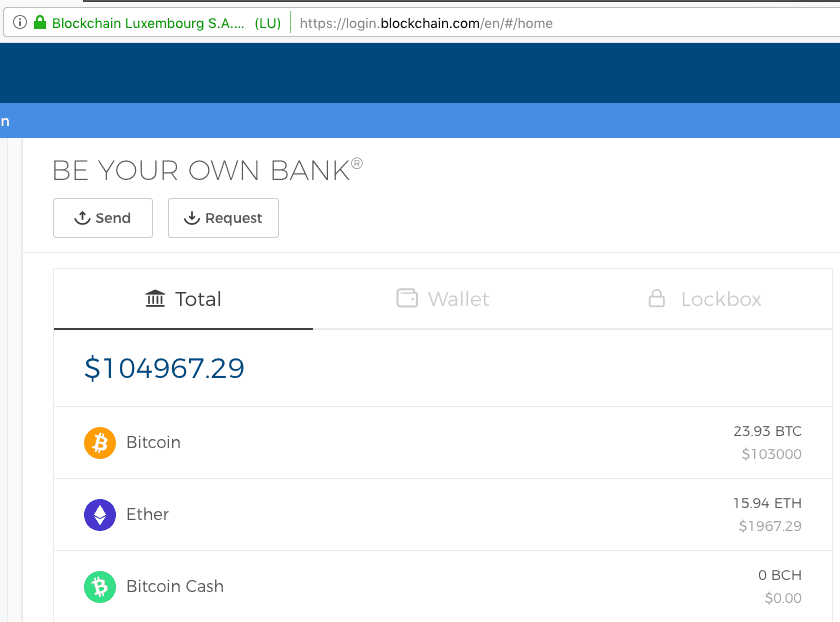 Blockchain Luxembourg S.A.... (LU) https://login.blockchain.com/en/#/home
n
BE YOUR OWN BANK®
Send Request
Total Wallet Lockbox
$104967.29
Bitcoin 23.93 BTC
$103000
Ether 15.94 ETH
$1967.29
Bitcoin Cash 0 BCH
$0.00